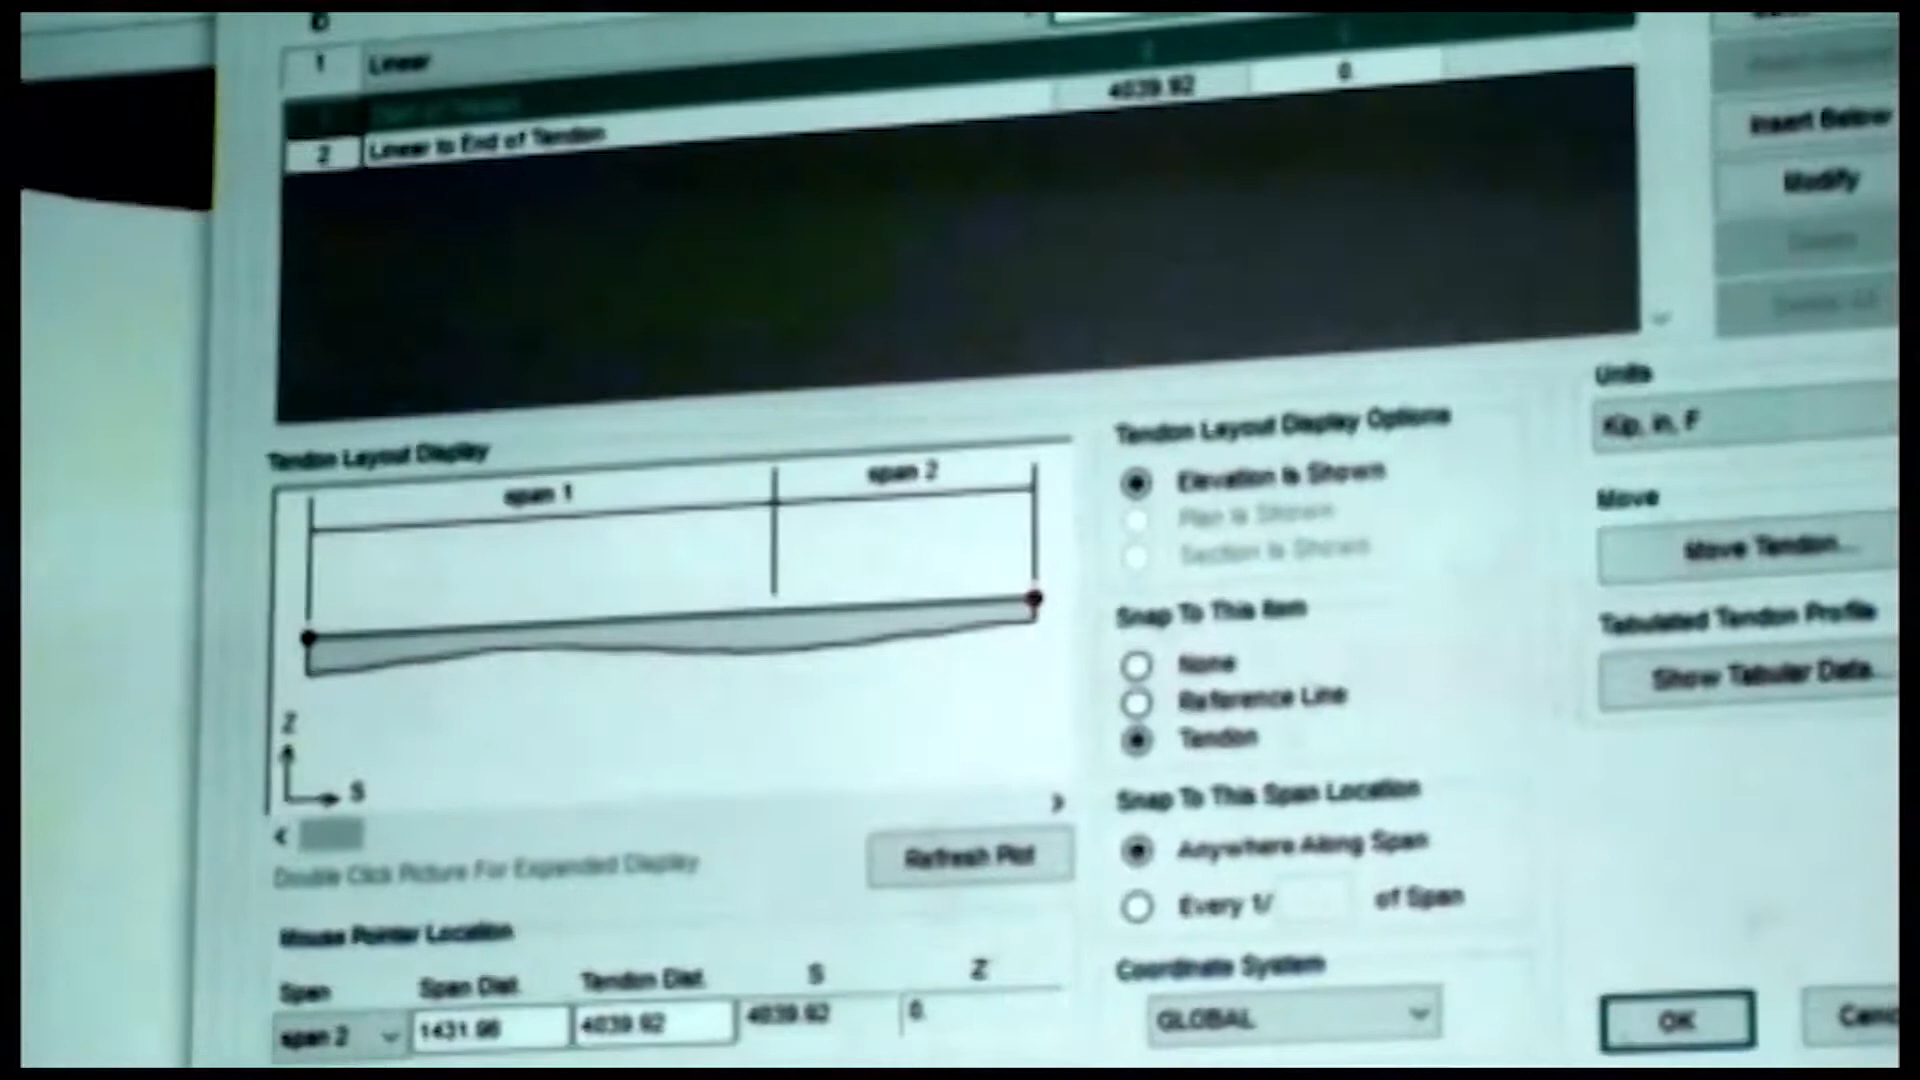 1 Linear
4039.92 0.
2 Linear to End of Tendon
Insert Below
Modify
Delete
Delete All
Units
Kip, in, F
Tendon Layout Display
span 1 span 2
Z
S
Double Click Picture For Expanded Display
Refresh Plot
Mouse Pointer Location
Span Span Dist. Tendon Dist. S Z
span 2 1431.96 4039.92 4039.92 0.
Tendon Layout Display Options
Elevation Is Shown
Plan Is Shown
Section Is Shown
Snap To This Item
None
Reference Line
Tendon
Snap To This Span Location
Anywhere Along Span
Every 1/ of Span
Coordinate System
GLOBAL
Move
Move Tendon...
Tabulated Tendon Profile
Show Tabular Data...
OK